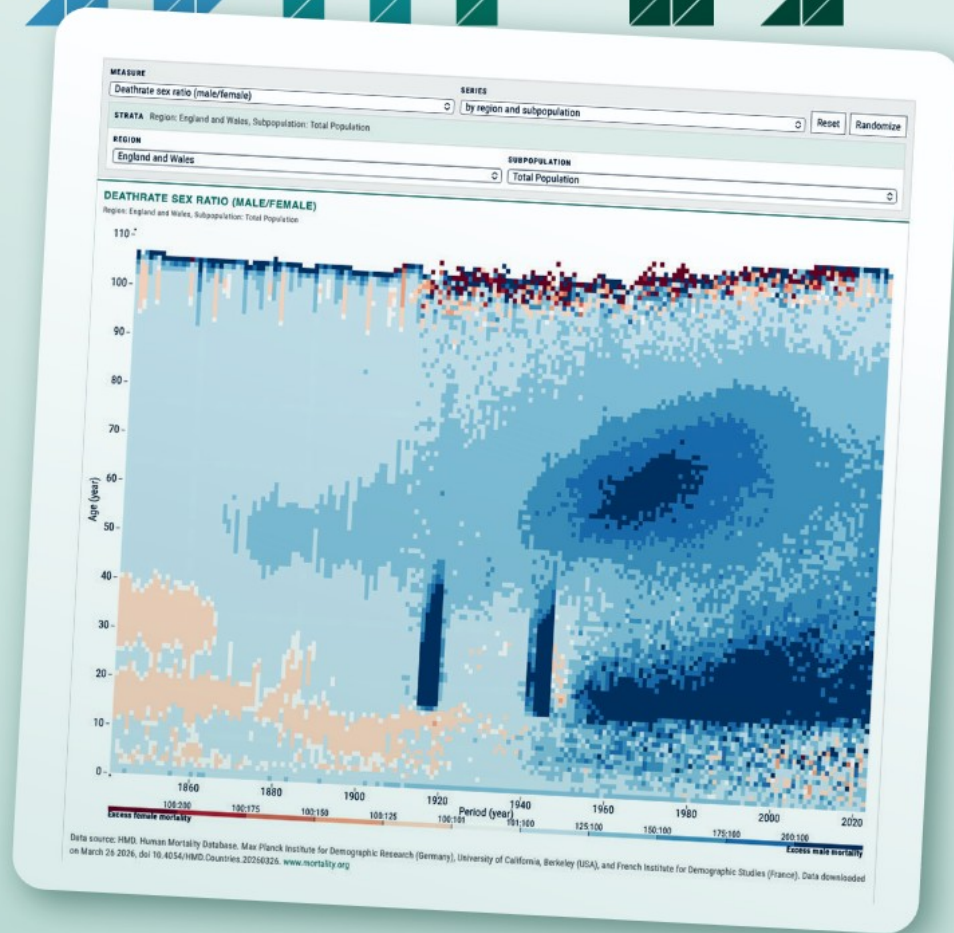 MEASURE
Deathrate sex ratio (male/female)
SERIES
by region and subpopulation
Reset
Randomize
STRATA Region: England and Wales, Subpopulation: Total Population
REGION
England and Wales
SUBPOPULATION
Total Population
DEATHRATE SEX RATIO (MALE/FEMALE)
Region: England and Wales, Subpopulation: Total Population
110
100
90
80
70
60
50
40
30
20
10
0
Age (year)
1860
1880
1900
1920
1940
1960
1980
2000
2020
Period (year)
100:200
100:175
100:150
100:125
100:101
101:100
125:100
150:100
175:100
200:100
Excess female mortality
Excess male mortality
Data source: HMD. Human Mortality Database. Max Planck Institute for Demographic Research (Germany), University of California, Berkeley (USA), and French Institute for Demographic Studies (France). Data downloaded
on March 26 2026, doi 10.4054/HMD.Countries.20260326. www.mortality.org